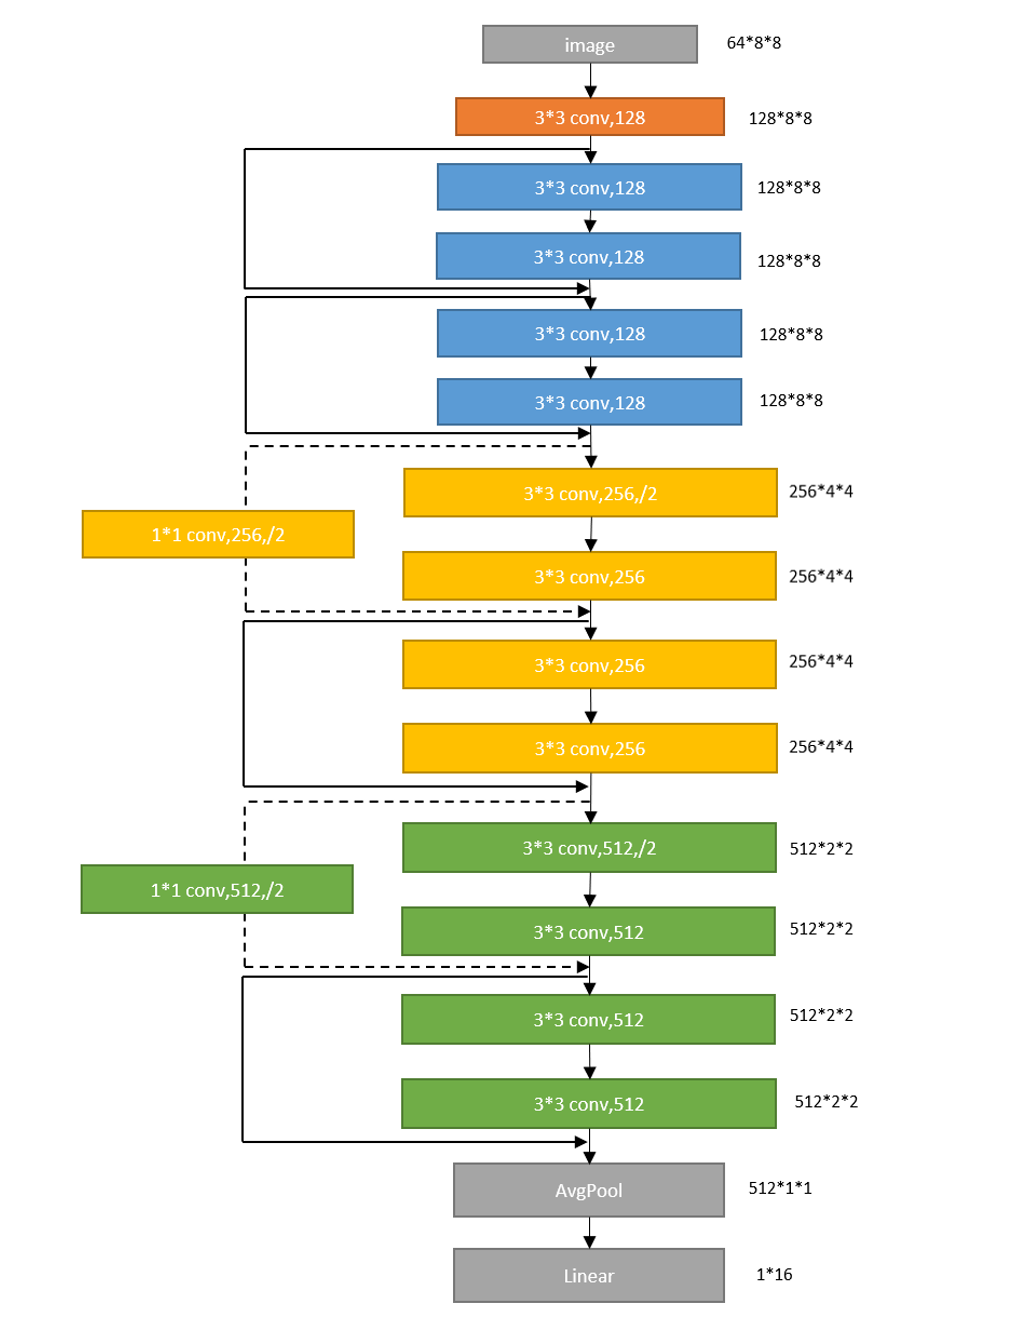 image
64*8*8
3*3 conv,128
128*8*8
3*3 conv,128
128*8*8
3*3 conv,128
128*8*8
3*3 conv,128
128*8*8
3*3 conv,128
128*8*8
3*3 conv,256,/2
256*4*4
1*1 conv,256,/2
3*3 conv,256
256*4*4
3*3 conv,256
256*4*4
3*3 conv,256
256*4*4
3*3 conv,512,/2
512*2*2
1*1 conv,512,/2
3*3 conv,512
512*2*2
3*3 conv,512
512*2*2
3*3 conv,512
512*2*2
AvgPool
512*1*1
Linear
1*16